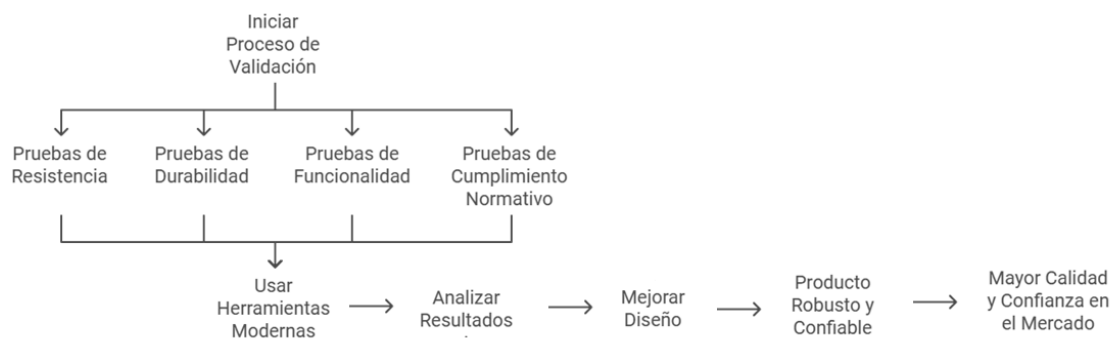 Iniciar
Proceso de
Validación
Pruebas de
Resistencia
Pruebas de
Durabilidad
Pruebas de
Funcionalidad
Pruebas de
Cumplimiento
Normativo
Usar
Herramientas
Modernas
Analizar
Resultados
Mejorar
Diseño
Producto
Robusto y
Confiable
Mayor Calidad
y Confianza en
el Mercado